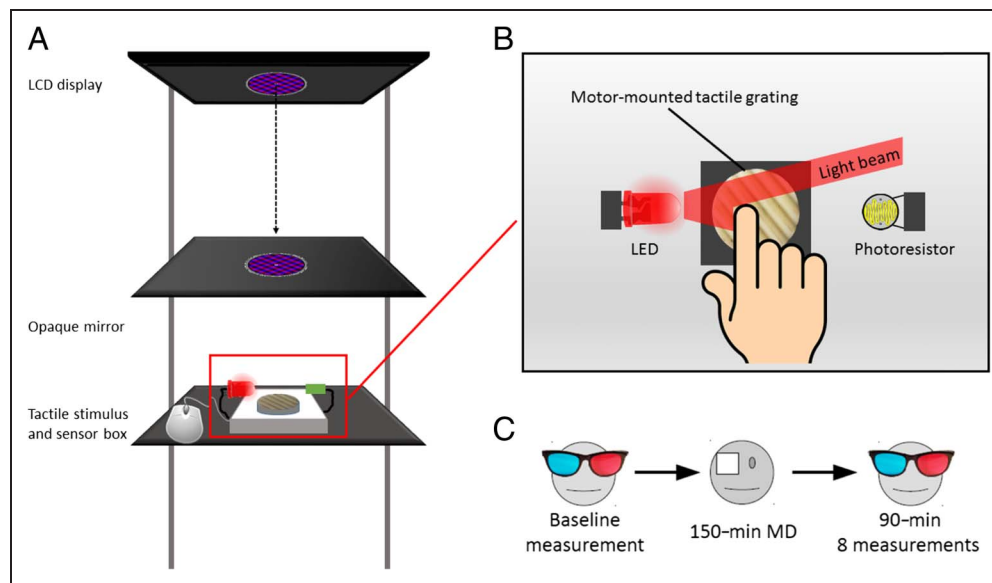 A
LCD display
Opaque mirror
Tactile stimulus
and sensor box
B
Motor-mounted tactile grating
Light beam
LED
Photoresistor
C
Baseline
measurement
150-min MD
90-min
8 measurements